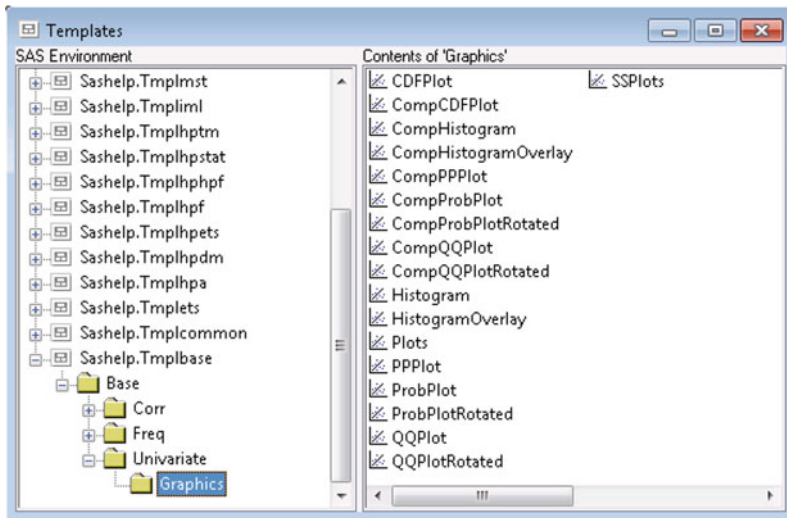 Templates
SAS Environment
Contents of 'Graphics'
Sashelp.Tmplmst
Sashelp.Tmpliml
Sashelp.Tmplhptm
Sashelp.Tmplhpstat
Sashelp.Tmplhphpf
Sashelp.Tmplhpf
Sashelp.Tmplhpets
Sashelp.Tmplhpdm
Sashelp.Tmplhpa
Sashelp.Tmplets
Sashelp.Tmplcommon
Sashelp.Tmplbase
Base
Corr
Freq
Univariate
Graphics
CDFPlot
CompCDFPlot
CompHistogram
CompHistogramOverlay
CompPPPlot
CompProbPlot
CompProbPlotRotated
CompQQPlot
CompQQPlotRotated
Histogram
HistogramOverlay
Plots
PPPlot
ProbPlot
ProbPlotRotated
QQPlot
QQPlotRotated
SSPlots